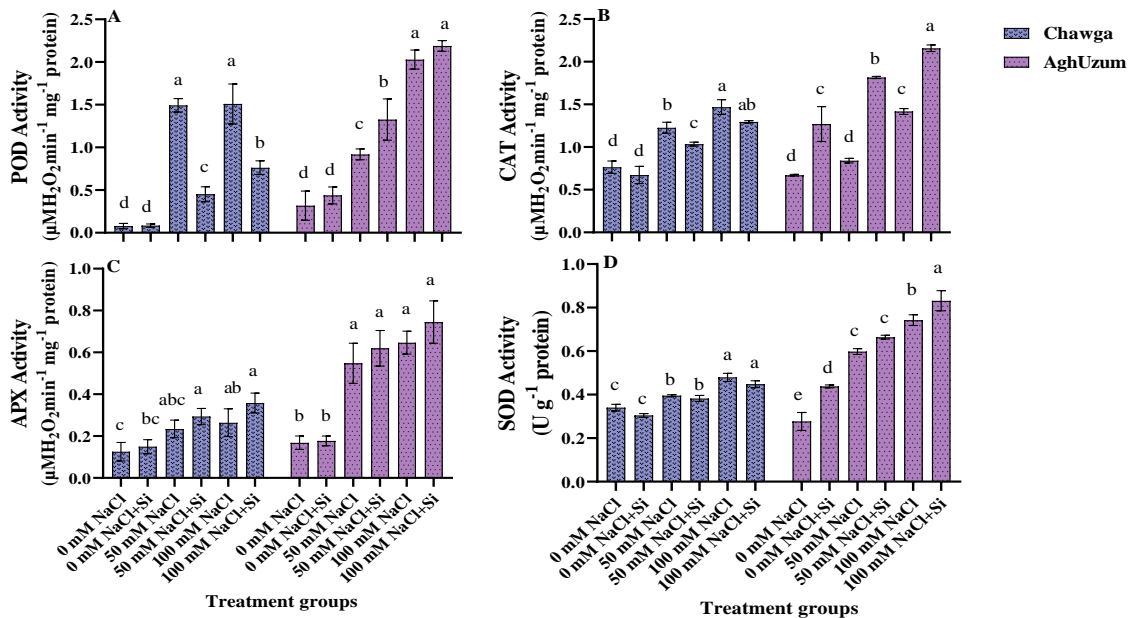 A
POD Activity
(µMH₂O₂min⁻¹ mg⁻¹ protein)
2.5
2.0
1.5
1.0
0.5
0.0
d d a c a b d d c b a a
B
CAT Activity
(µMH₂O₂min⁻¹ mg⁻¹ protein)
2.5
2.0
1.5
1.0
0.5
0.0
d d b c a ab d c d b c a
Chawga
AghUzum
C
APX Activity
(µMH₂O₂min⁻¹ mg⁻¹ protein)
1.0
0.8
0.6
0.4
0.2
0.0
c bc abc a ab a b b a a a a
0 mM NaCl
0 mM NaCl+Si
50 mM NaCl
50 mM NaCl+Si
100 mM NaCl
100 mM NaCl+Si
0 mM NaCl
0 mM NaCl+Si
50 mM NaCl
50 mM NaCl+Si
100 mM NaCl
100 mM NaCl+Si
Treatment groups
D
SOD Activity
(U g⁻¹ protein)
1.0
0.8
0.6
0.4
0.2
0.0
c c b b a a e d c c b a
0 mM NaCl
0 mM NaCl+Si
50 mM NaCl
50 mM NaCl+Si
100 mM NaCl
100 mM NaCl+Si
0 mM NaCl
0 mM NaCl+Si
50 mM NaCl
50 mM NaCl+Si
100 mM NaCl
100 mM NaCl+Si
Treatment groups